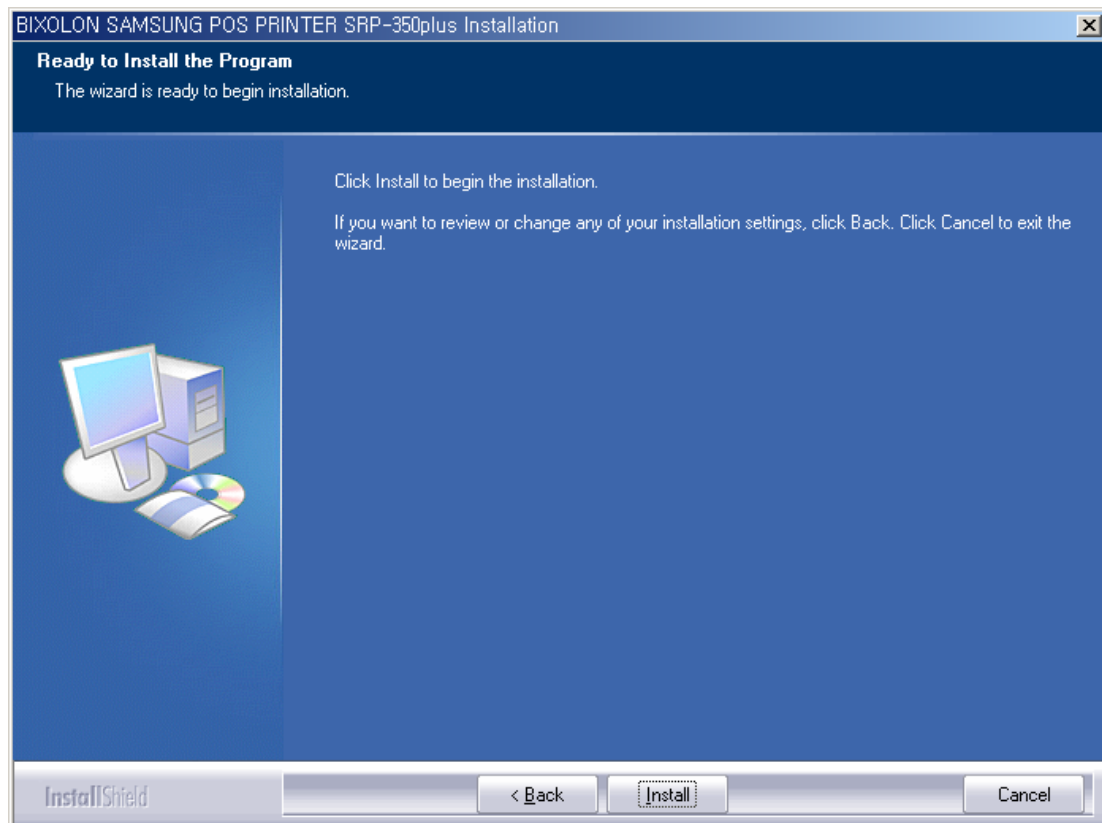 BIXOLON SAMSUNG POS PRINTER SRP-350plus Installation
Ready to Install the Program
The wizard is ready to begin installation.
Click Install to begin the installation.
If you want to review or change any of your installation settings, click Back. Click Cancel to exit the
wizard.
InstallShield
< Back
Install
Cancel